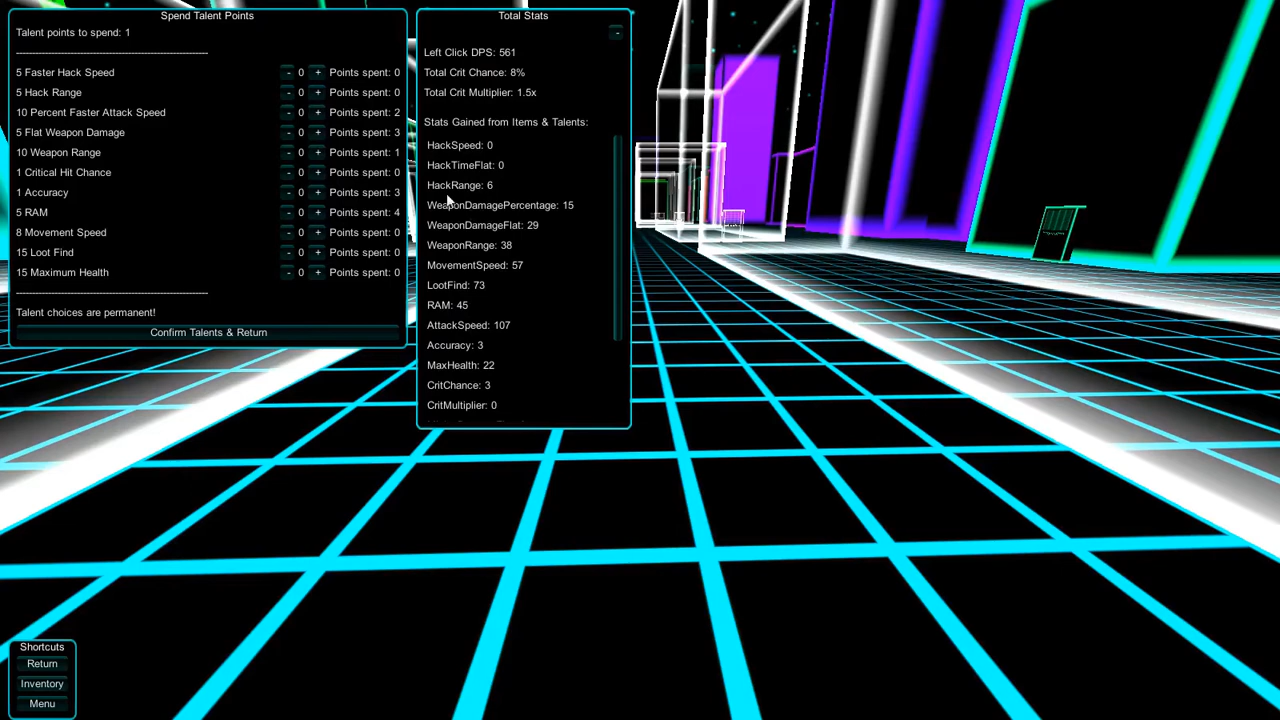 Spend Talent Points
Talent points to spend: 1
------------------------------------------------
5 Faster Hack Speed - 0 + Points spent: 0
5 Hack Range - 0 + Points spent: 0
10 Percent Faster Attack Speed - 0 + Points spent: 2
5 Flat Weapon Damage - 0 + Points spent: 3
10 Weapon Range - 0 + Points spent: 1
1 Critical Hit Chance - 0 + Points spent: 0
1 Accuracy - 0 + Points spent: 3
5 RAM - 0 + Points spent: 4
8 Movement Speed - 0 + Points spent: 0
15 Loot Find - 0 + Points spent: 0
15 Maximum Health - 0 + Points spent: 0
------------------------------------------------
Talent choices are permanent!
Confirm Talents & Return
Total Stats
-
Left Click DPS: 561
Total Crit Chance: 8%
Total Crit Multiplier: 1.5x
Stats Gained from Items & Talents:
HackSpeed: 0
HackTimeFlat: 0
HackRange: 6
WeaponDamagePercentage: 15
WeaponDamageFlat: 29
WeaponRange: 38
MovementSpeed: 57
LootFind: 73
RAM: 45
AttackSpeed: 107
Accuracy: 3
MaxHealth: 22
CritChance: 3
CritMultiplier: 0
Shortcuts
Return
Inventory
Menu